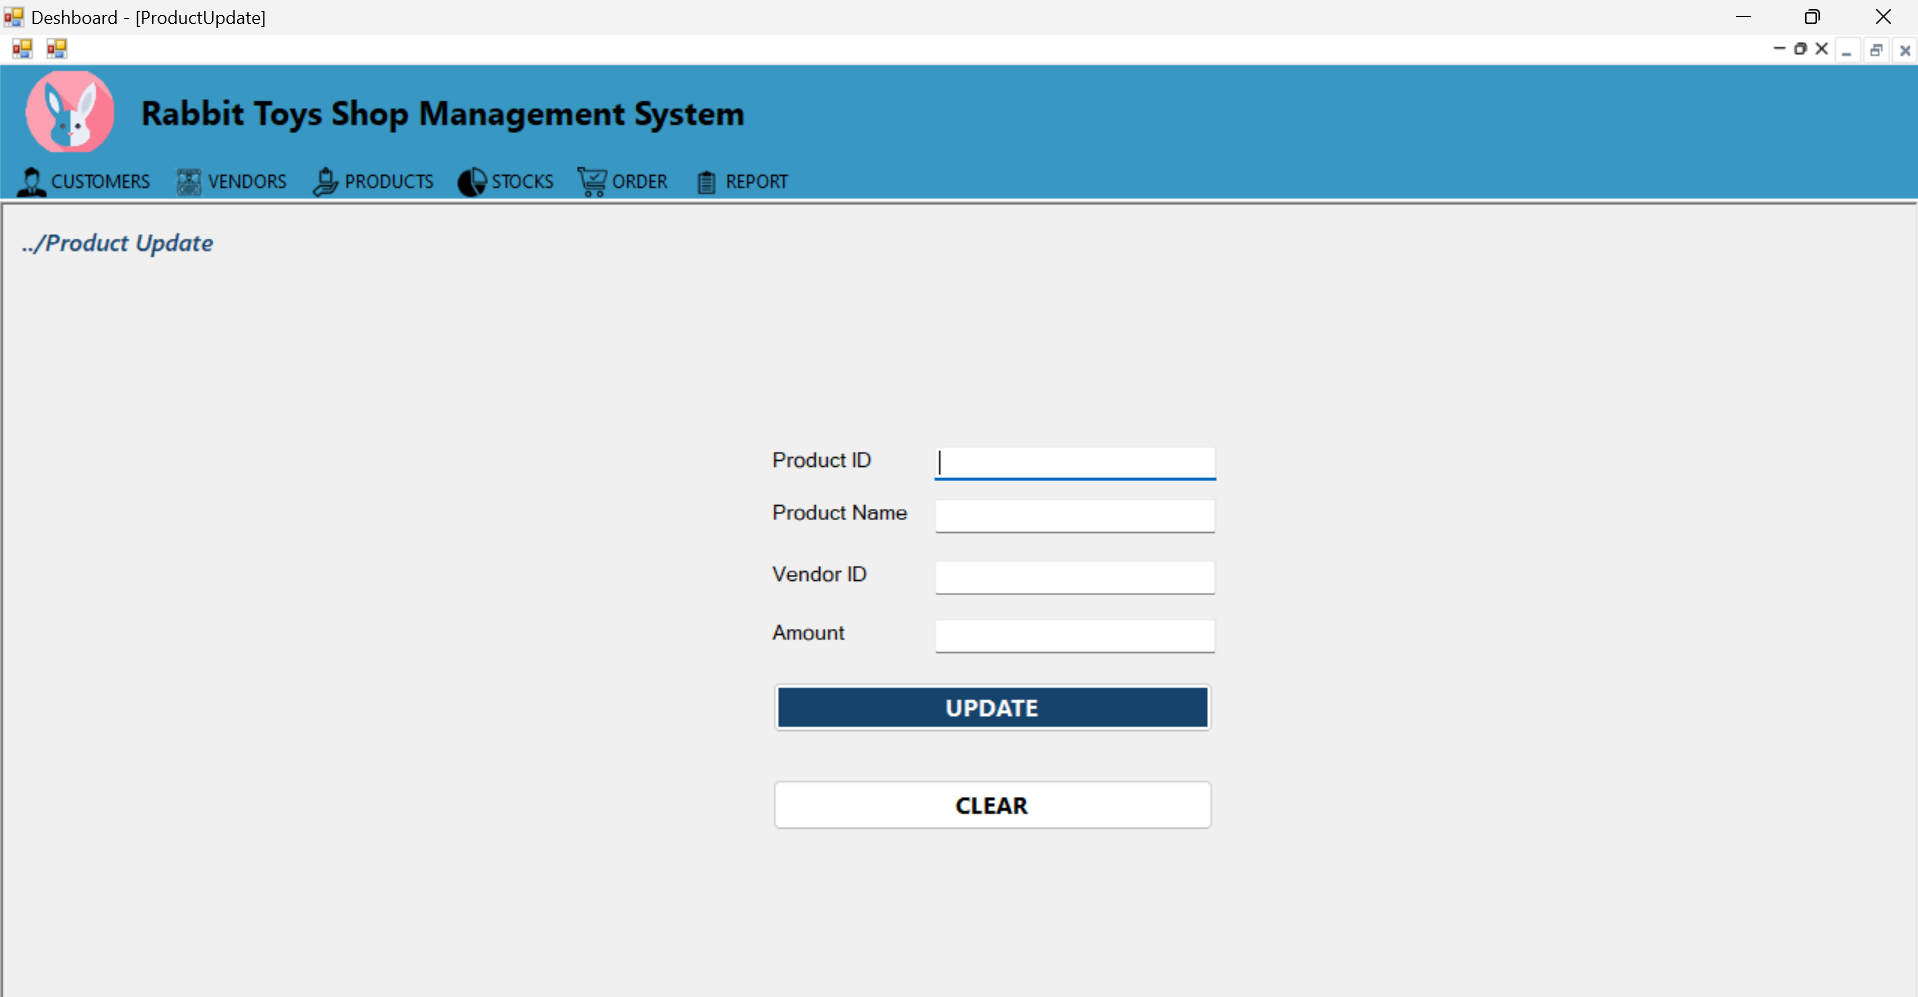 Deshboard - [ProductUpdate]
Rabbit Toys Shop Management System
CUSTOMERS VENDORS PRODUCTS STOCKS ORDER REPORT
../Product Update
Product ID
Product Name
Vendor ID
Amount
UPDATE
CLEAR